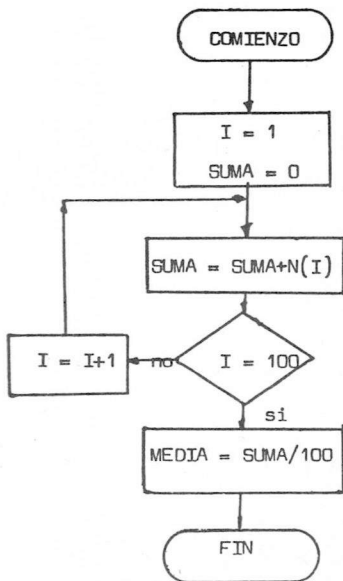 COMIENZO
I = 1
SUMA = 0
SUMA = SUMA+N(I)
I = I+1
no
I = 100
si
MEDIA = SUMA/100
FIN